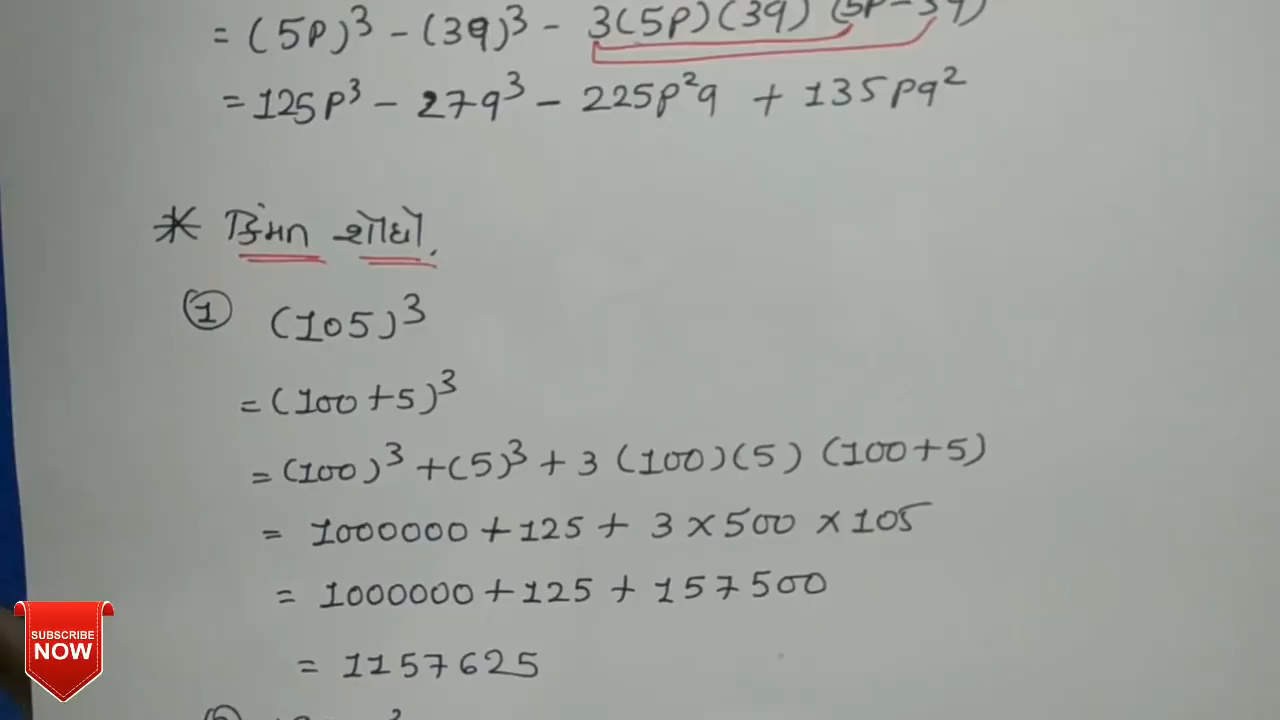 = (5p)³ - (3q)³ - 3(5p)(3q) (5p-3q)
= 125p³ - 27q³ - 225p²q + 135pq²
* કિંમત શોધો.
① (105)³
= (100+5)³
= (100)³ + (5)³ + 3 (100)(5) (100+5)
= 1000000 + 125 + 3 × 500 × 105
= 1000000 + 125 + 157500
= 1157625
SUBSCRIBE
NOW